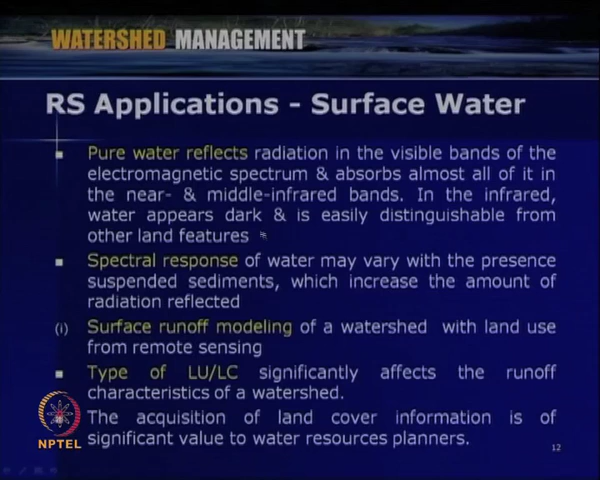 WATERSHED MANAGEMENT
RS Applications - Surface Water
Pure water reflects radiation in the visible bands of the
electromagnetic spectrum & absorbs almost all of it in
the near- & middle-infrared bands. In the infrared,
water appears dark & is easily distinguishable from
other land features
Spectral response of water may vary with the presence
suspended sediments, which increase the amount of
radiation reflected
(i) Surface runoff modeling of a watershed with land use
from remote sensing
Type of LU/LC significantly affects the runoff
characteristics of a watershed.
The acquisition of land cover information is of
significant value to water resources planners.
NPTEL
12